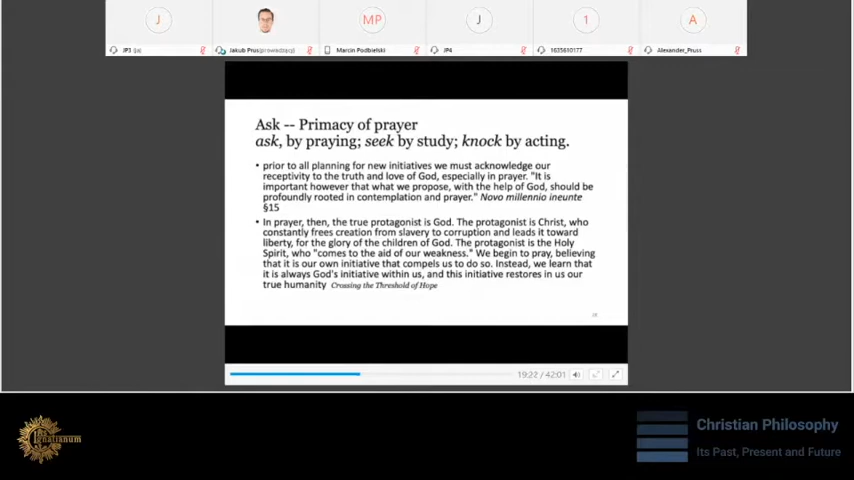 J
MP
J
1
A
JP3 (ja)
Jakub Prus(prowadzący)
Marcin Podbielski
JP4
1635610177
Alexander_Pruss
Ask -- Primacy of prayer
ask, by praying; seek by study; knock by acting.
• prior to all planning for new initiatives we must acknowledge our
receptivity to the truth and love of God, especially in prayer. "It is
important however that what we propose, with the help of God, should be
profoundly rooted in contemplation and prayer." Novo millennio ineunte
§15
• In prayer, then, the true protagonist is God. The protagonist is Christ, who
constantly frees creation from slavery to corruption and leads it toward
liberty, for the glory of the children of God. The protagonist is the Holy
Spirit, who "comes to the aid of our weakness." We begin to pray, believing
that it is our own initiative that compels us to do so. Instead, we learn that
it is always God's initiative within us, and this initiative restores in us our
true humanity Crossing the Threshold of Hope
19:22 / 42:01
Ignatianum
Christian Philosophy
Its Past, Present and Future